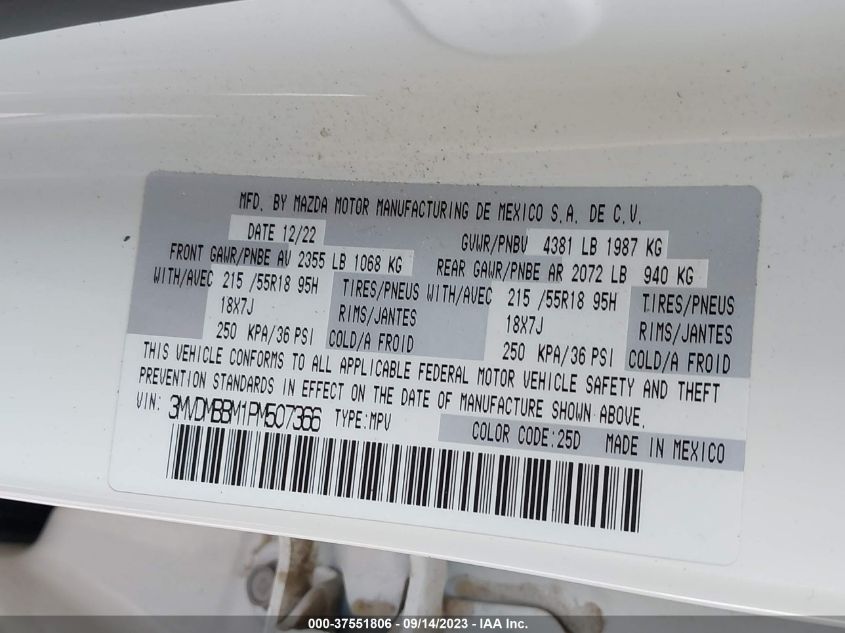 MFD. BY MAZDA MOTOR MANUFACTURING DE MEXICO S.A. DE C.V.
DATE 12/22 GVWR/PNBV 4381 LB 1987 KG
FRONT GAWR/PNBE AV 2355 LB 1068 KG REAR GAWR/PNBE AR 2072 LB 940 KG
WITH/AVEC 215 /55R18 95H TIRES/PNEUS WITH/AVEC 215 /55R18 95H TIRES/PNEUS
18X7J RIMS/JANTES 18X7J RIMS/JANTES
250 KPA/36 PSI COLD/A FROID 250 KPA/36 PSI COLD/A FROID
THIS VEHICLE CONFORMS TO ALL APPLICABLE FEDERAL MOTOR VEHICLE SAFETY AND THEFT
PREVENTION STANDARDS IN EFFECT ON THE DATE OF MANUFACTURE SHOWN ABOVE.
VIN: 3MVDMBBM1PM507366 TYPE:MPV
COLOR CODE:25D MADE IN MEXICO
000-37551806 - 09/14/2023 - IAA Inc.